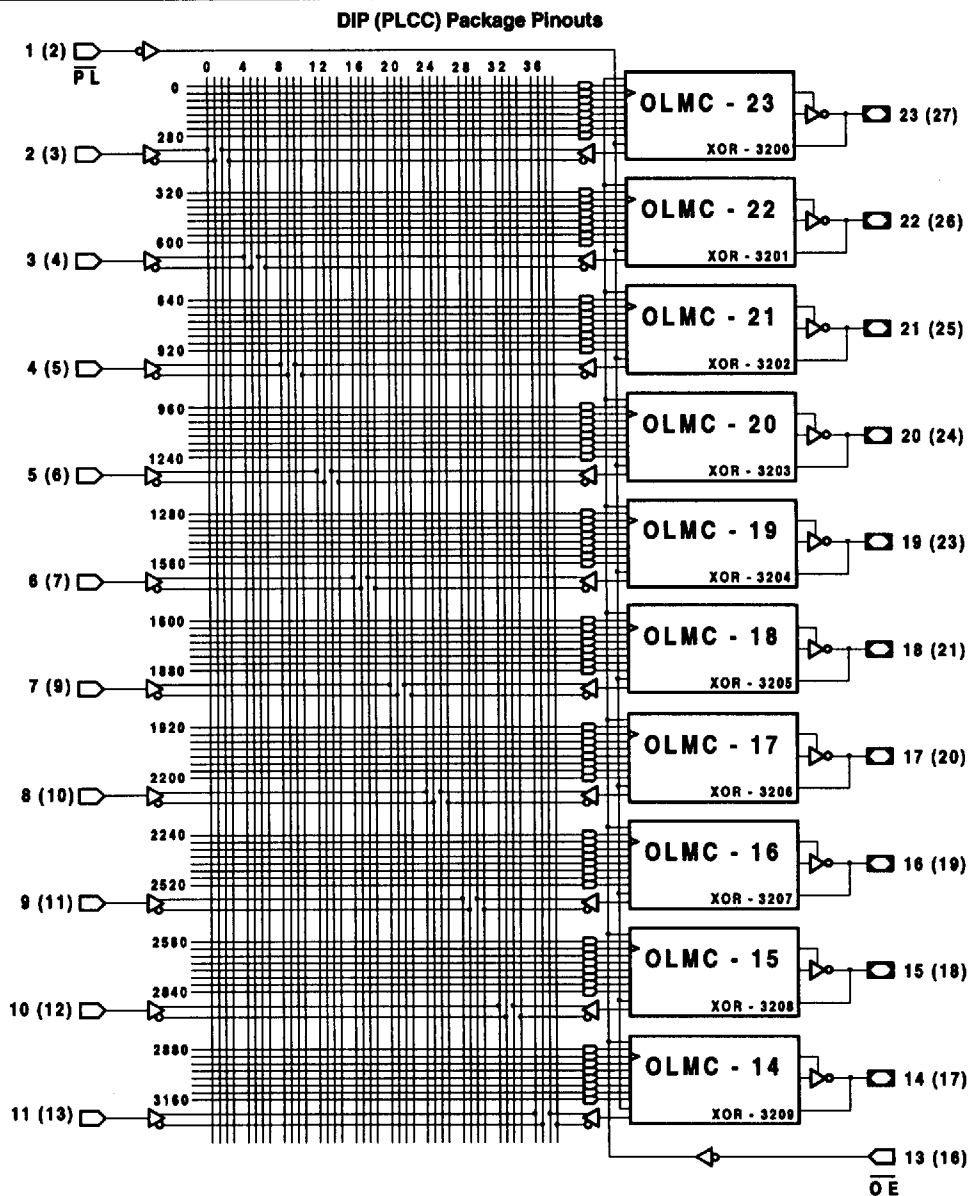 DIP (PLCC) Package Pinouts
1 (2)
PL
0 4 8 12 16 20 24 28 32 36
0
280
2 (3)
OLMC - 23
XOR - 3200
23 (27)
320
600
3 (4)
OLMC - 22
XOR - 3201
22 (26)
640
920
4 (5)
OLMC - 21
XOR - 3202
21 (25)
960
1240
5 (6)
OLMC - 20
XOR - 3203
20 (24)
1280
1560
6 (7)
OLMC - 19
XOR - 3204
19 (23)
1600
1880
7 (9)
OLMC - 18
XOR - 3205
18 (21)
1920
2200
8 (10)
OLMC - 17
XOR - 3206
17 (20)
2240
2520
9 (11)
OLMC - 16
XOR - 3207
16 (19)
2560
2840
10 (12)
OLMC - 15
XOR - 3208
15 (18)
2880
3160
11 (13)
OLMC - 14
XOR - 3209
14 (17)
13 (16)
OE